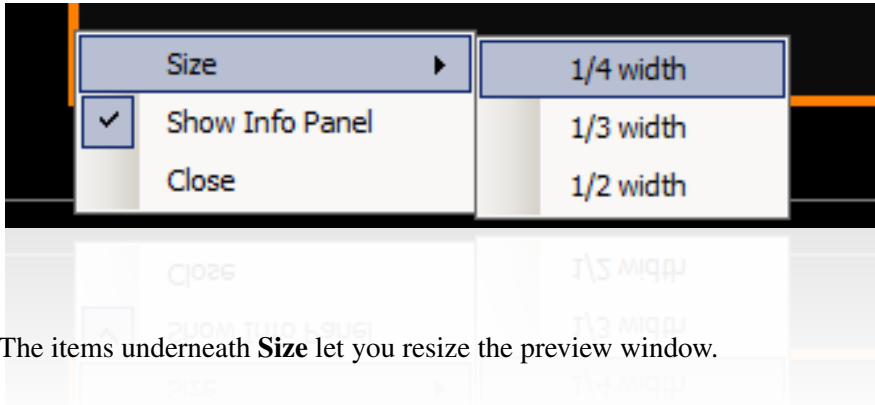 Size 1/4 width
Show Info Panel 1/3 width
Close 1/2 width
The items underneath Size let you resize the preview window.